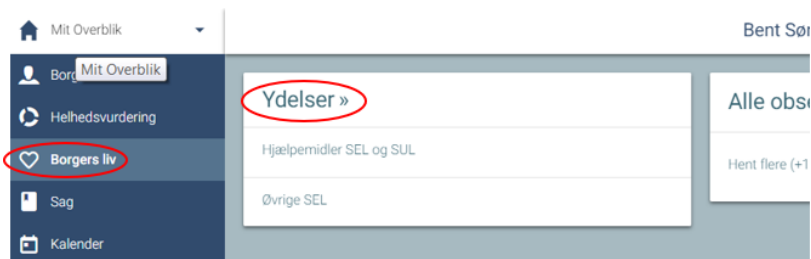 Mit Overblik
Bent Sør
Mit Overblik
Helhedsvurdering
Borgers liv
Sag
Kalender
Ydelser »
Hjælpemidler SEL og SUL
Øvrige SEL
Alle obse
Hent flere (+1